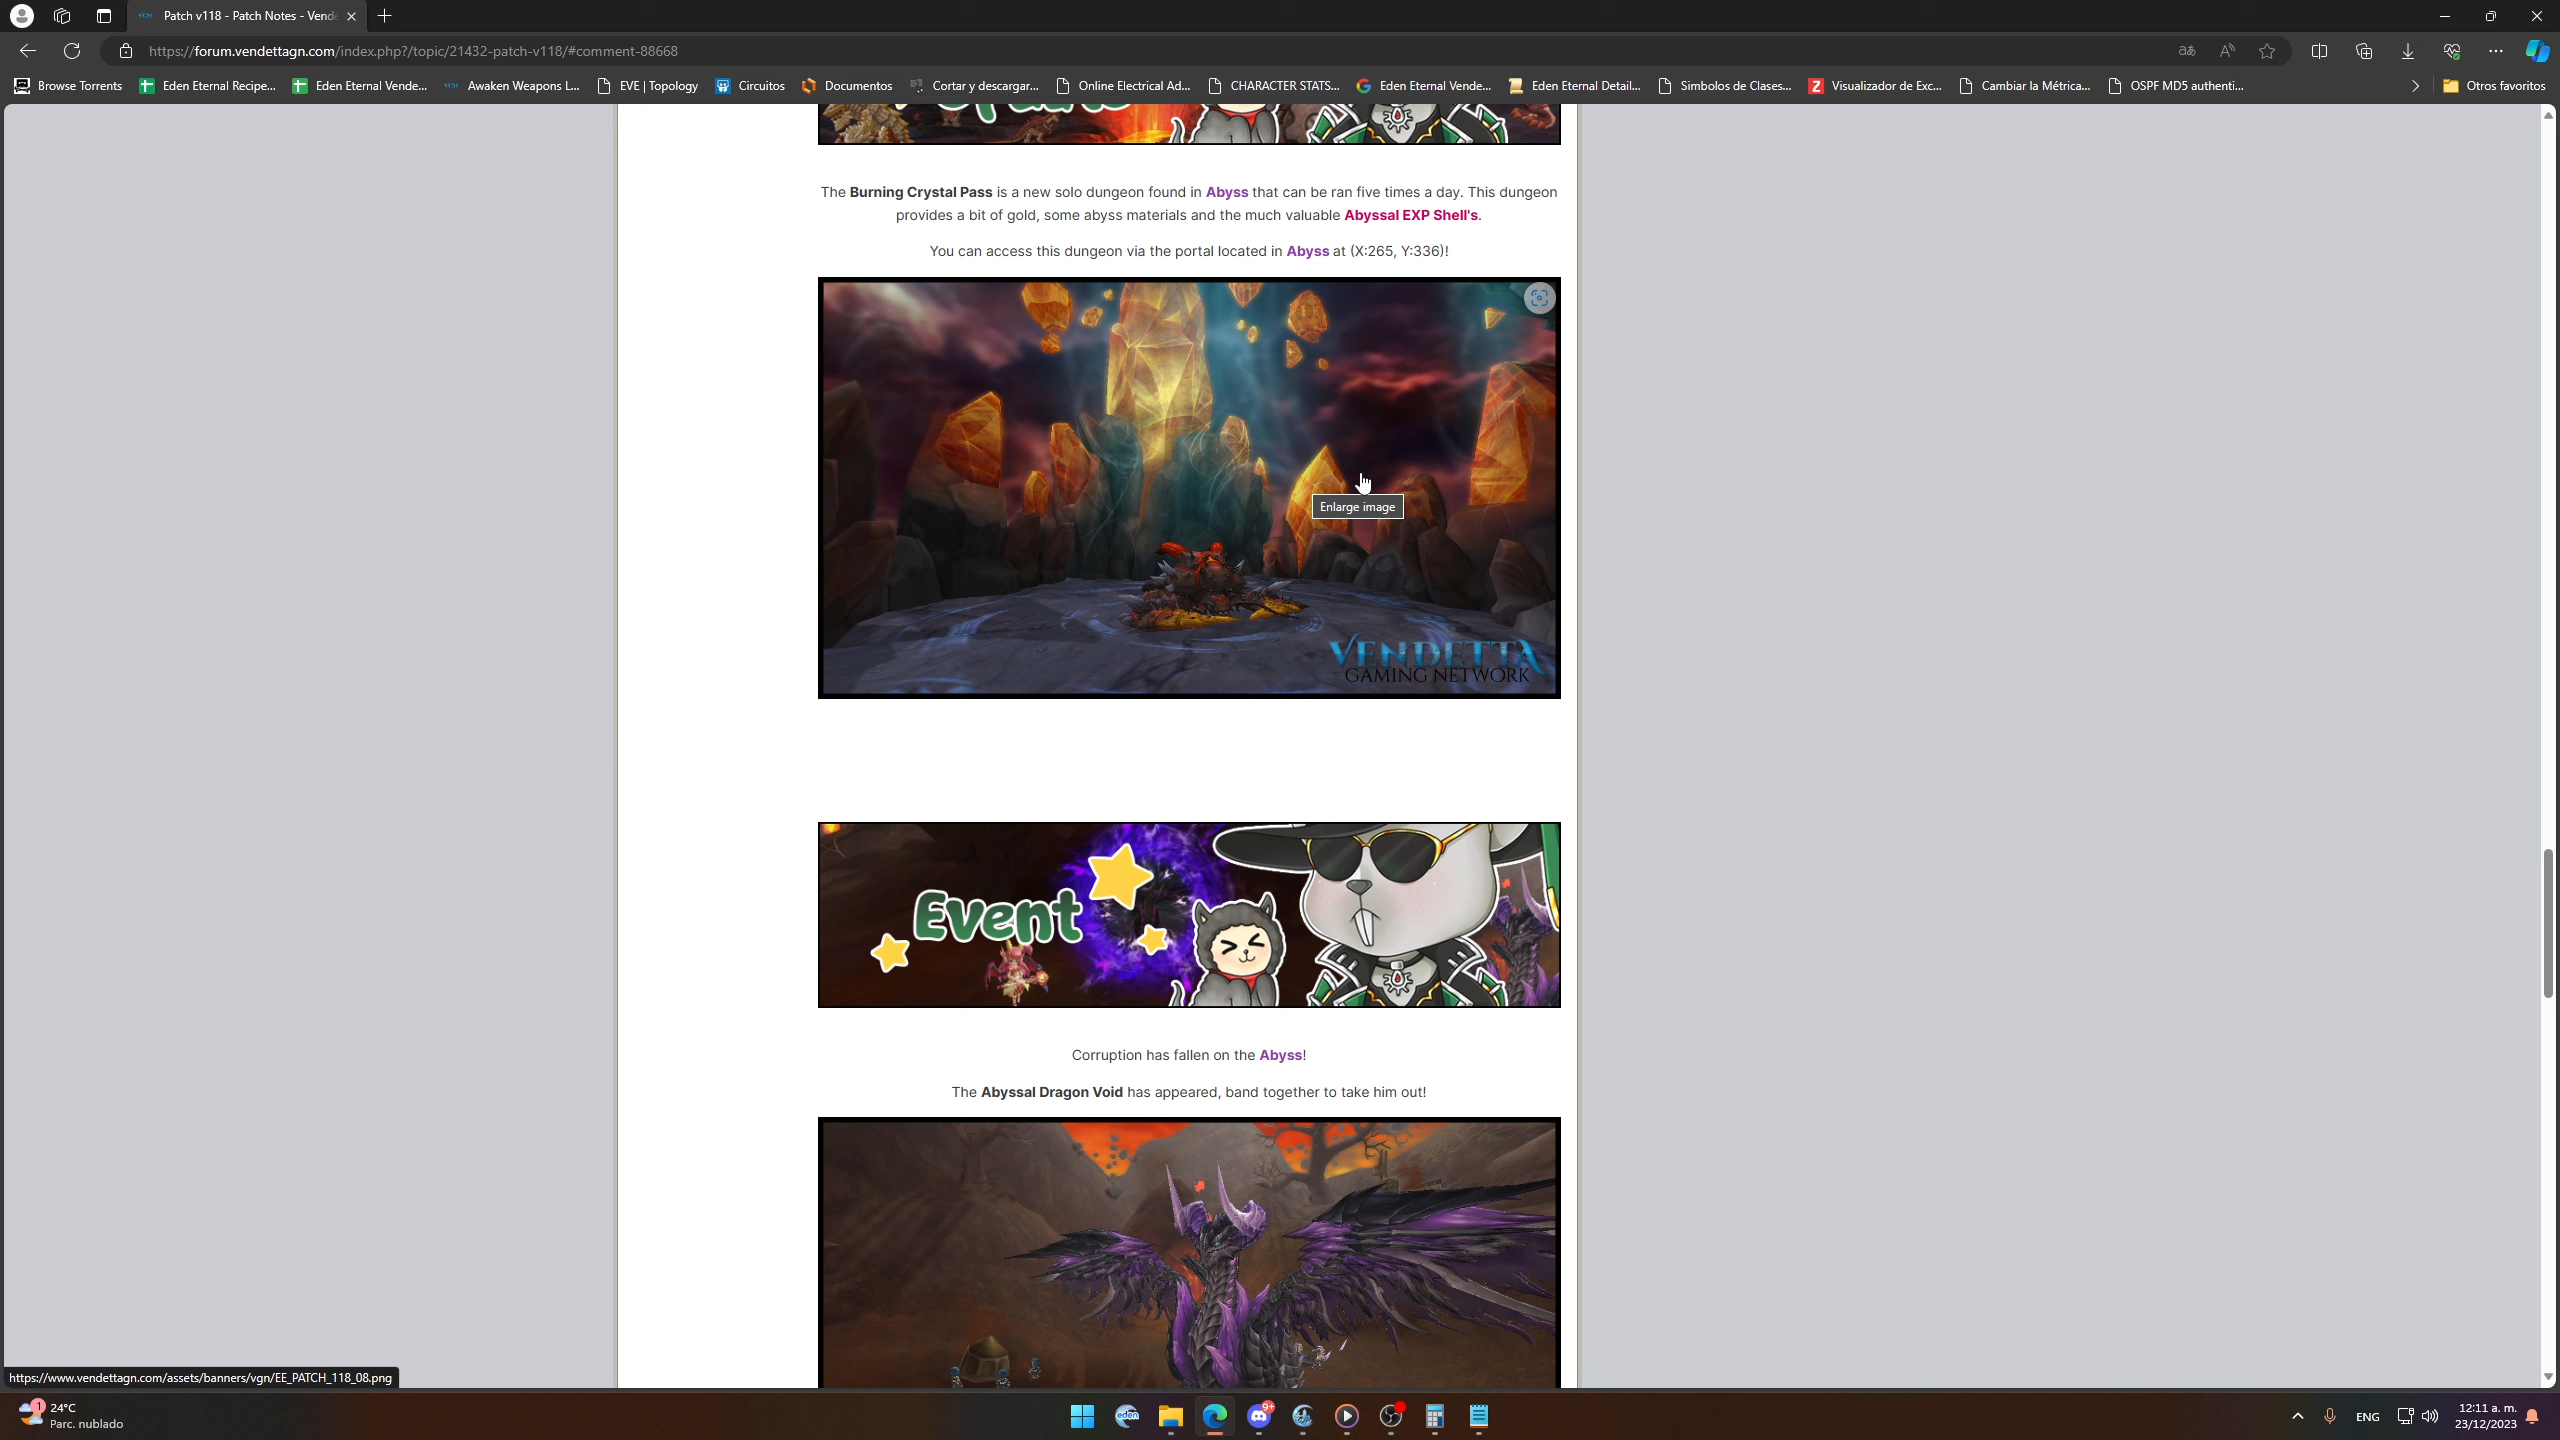 Patch v118 - Patch Notes - Vende
https://forum.vendettagn.com/index.php?/topic/21432-patch-v118/#comment-88668
Browse Torrents
Eden Eternal Recipe...
Eden Eternal Vende...
Awaken Weapons L...
EVE | Topology
Circuitos
Documentos
Cortar y descargar...
Online Electrical Ad...
CHARACTER STATS...
Eden Eternal Vende...
Eden Eternal Detail...
Simbolos de Clases...
Visualizador de Exc...
Cambiar la Métrica...
OSPF MD5 authenti...
Otros favoritos
The Burning Crystal Pass is a new solo dungeon found in Abyss that can be ran five times a day. This dungeon
provides a bit of gold, some abyss materials and the much valuable Abyssal EXP Shell's.
You can access this dungeon via the portal located in Abyss at (X:265, Y:336)!
Enlarge image
VENDETTA
GAMING NETWORK
Event
Corruption has fallen on the Abyss!
The Abyssal Dragon Void has appeared, band together to take him out!
https://www.vendettagn.com/assets/banners/vgn/EE_PATCH_118_08.png
1
24°C
Parc. nublado
eden
9+
ENG
12:11 a. m.
23/12/2023